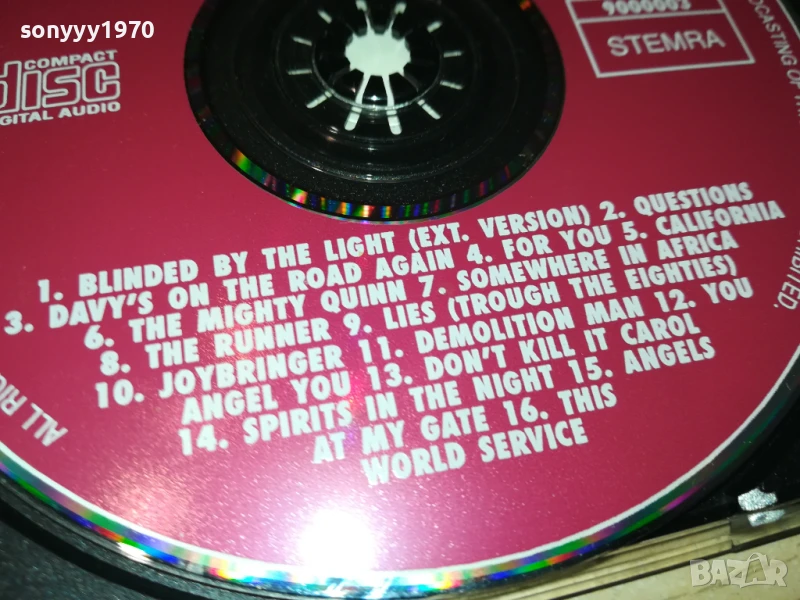 sonyyy1970
COMPACT
disc
DIGITAL AUDIO
9000003
STEMRA
1. BLINDED BY THE LIGHT (EXT. VERSION) 2. QUESTIONS
3. DAVY'S ON THE ROAD AGAIN 4. FOR YOU 5. CALIFORNIA
6. THE MIGHTY QUINN 7. SOMEWHERE IN AFRICA
8. THE RUNNER 9. LIES (TROUGH THE EIGHTIES)
10. JOYBRINGER 11. DEMOLITION MAN 12. YOU
ANGEL YOU 13. DON'T KILL IT CAROL
14. SPIRITS IN THE NIGHT 15. ANGELS
AT MY GATE 16. THIS
WORLD SERVICE
ALL
BAZAR